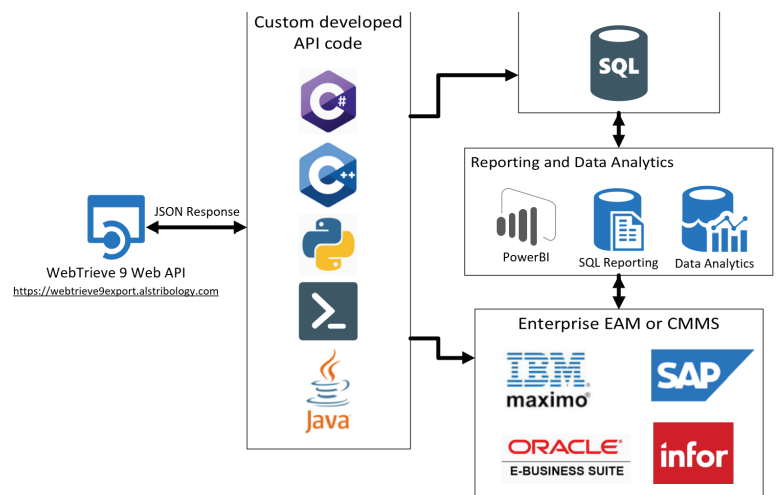 Custom developed
API code
C#
C++
>_
Java
JSON Response
WebTrieve 9 Web API
https://webtrieve9export.alstribology.com
SQL
Reporting and Data Analytics
PowerBI
SQL Reporting
Data Analytics
Enterprise EAM or CMMS
IBM
maximo®
SAP
ORACLE®
E-BUSINESS SUITE
infor